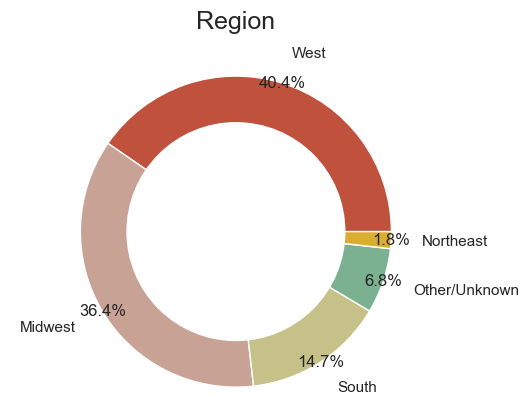 Region
West
40.4%
1.8%
Northeast
6.8%
Other/Unknown
36.4%
Midwest
14.7%
South